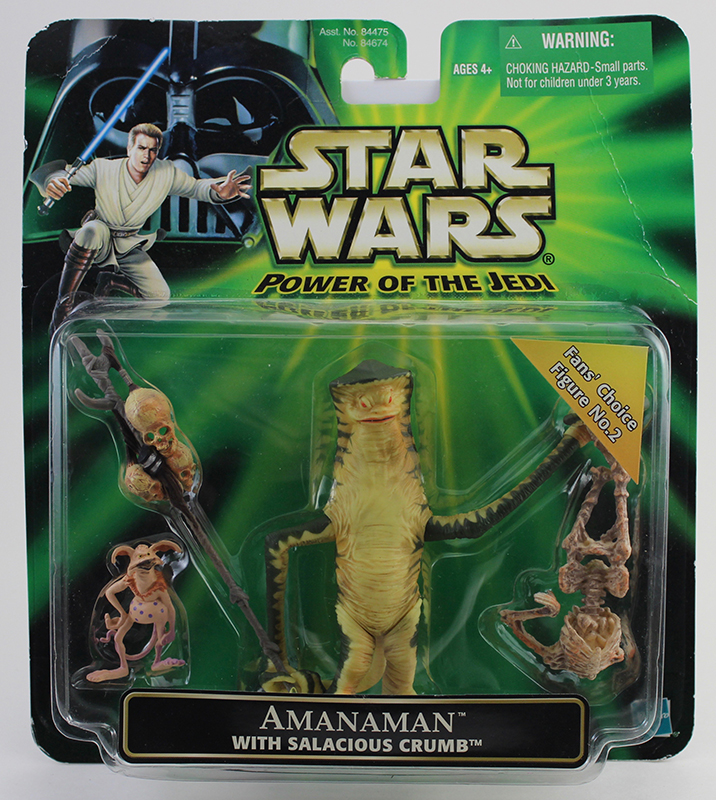 Asst. No. 84475
No. 84674
AGES 4+
⚠ WARNING:
CHOKING HAZARD-Small parts.
Not for children under 3 years.
STAR
WARS®
POWER OF THE JEDI
Fans' Choice
Figure No.2
AMANAMAN™
WITH SALACIOUS CRUMB™
Hasbro